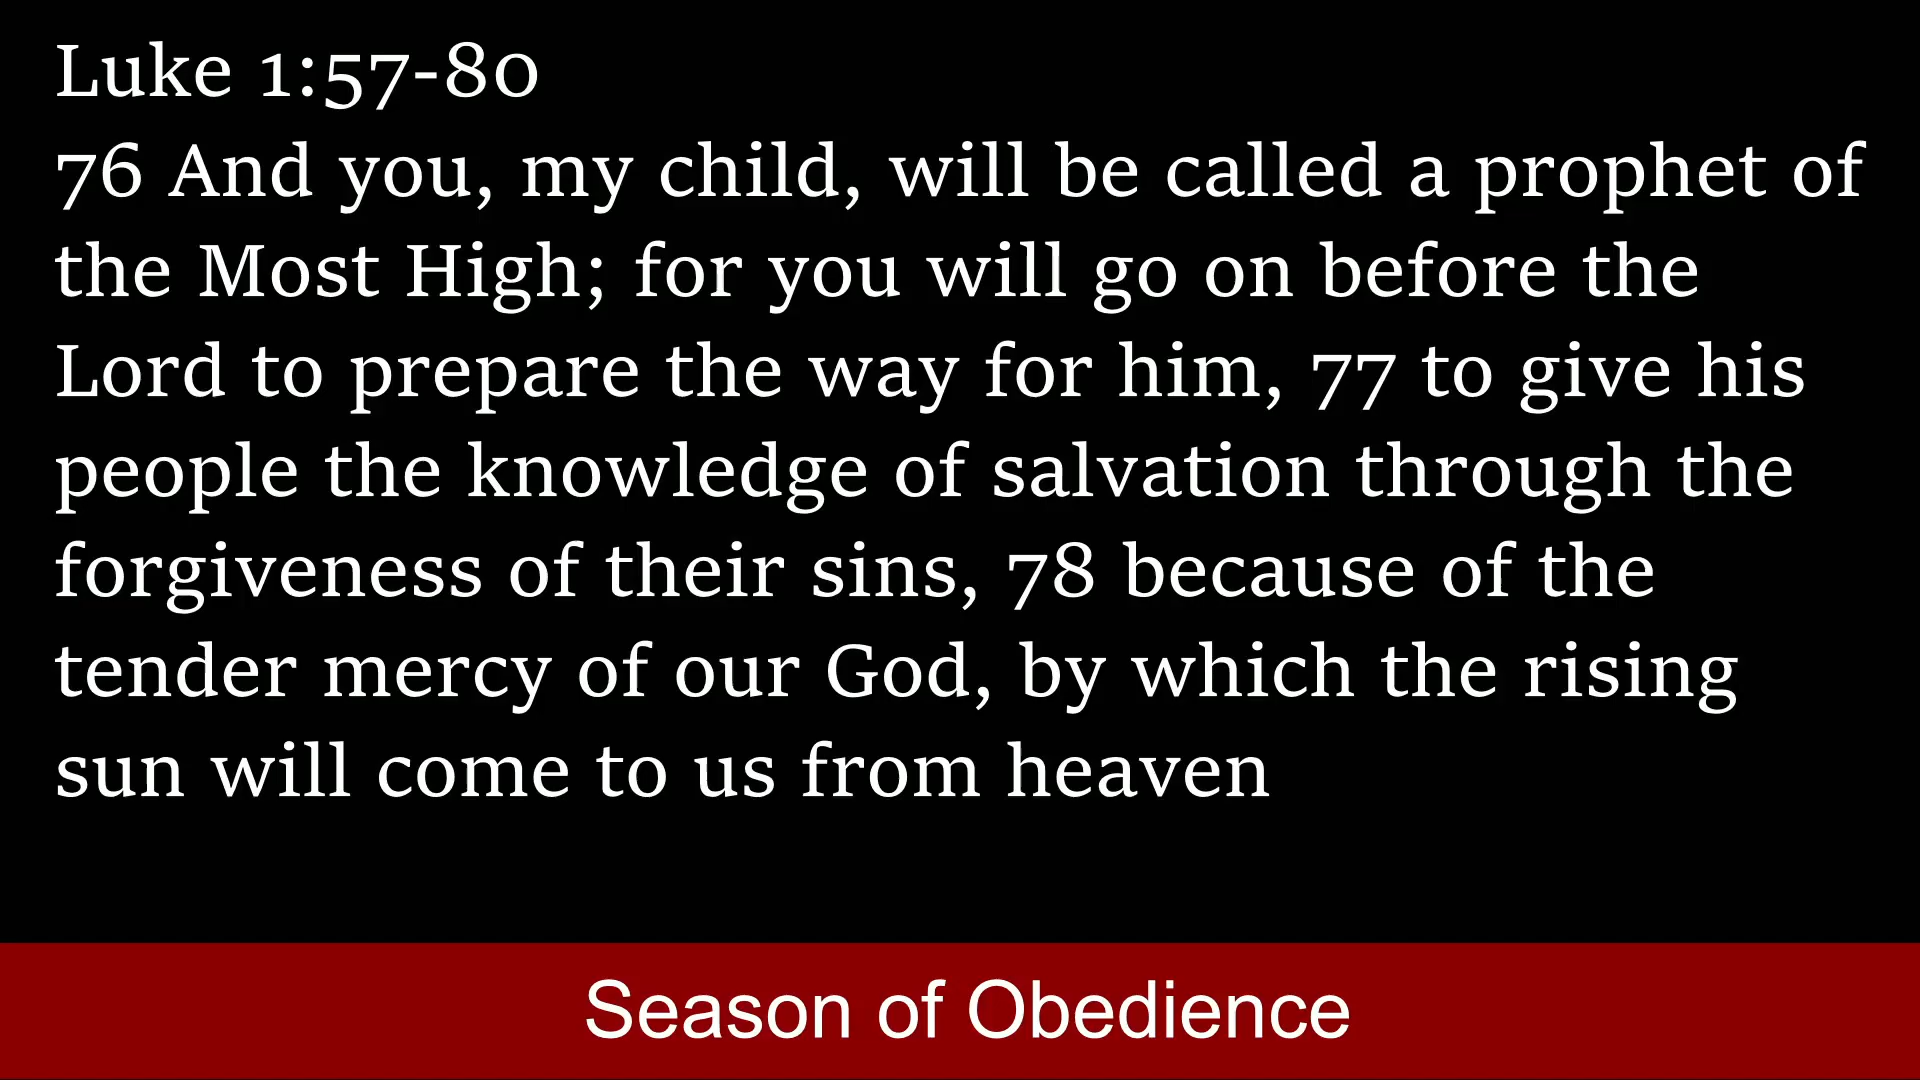 Luke 1:57-80
76 And you, my child, will be called a prophet of
the Most High; for you will go on before the
Lord to prepare the way for him, 77 to give his
people the knowledge of salvation through the
forgiveness of their sins, 78 because of the
tender mercy of our God, by which the rising
sun will come to us from heaven
Season of Obedience